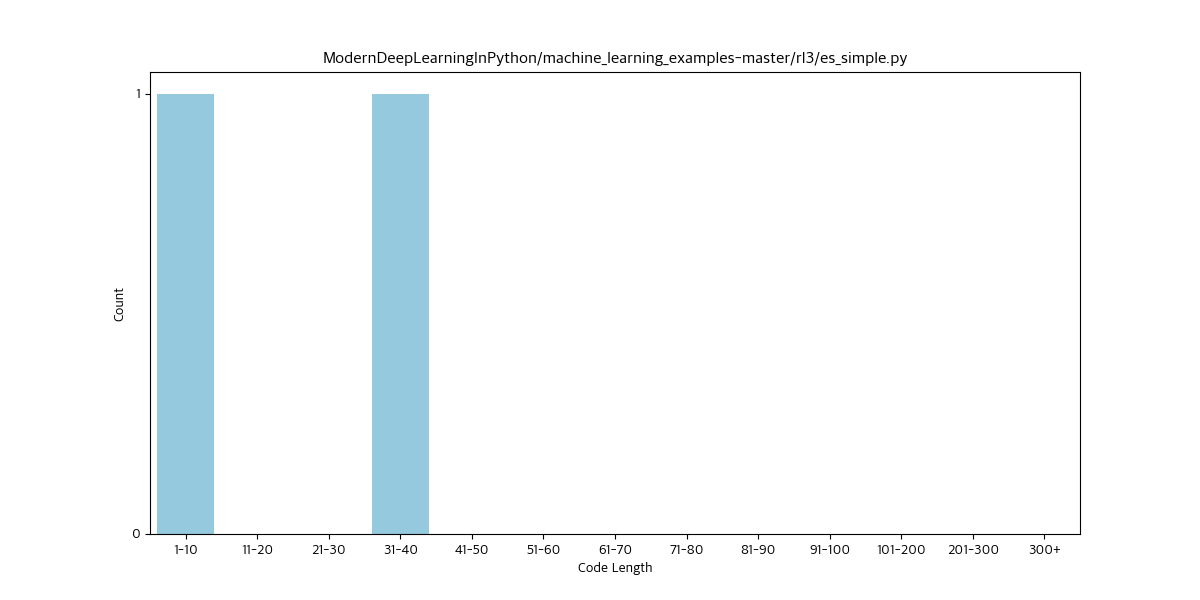 ModernDeepLearningInPython/machine_learning_examples-master/rl3/es_simple.py
1
0
Count
1-10 11-20 21-30 31-40 41-50 51-60 61-70 71-80 81-90 91-100 101-200 201-300 300+
Code Length